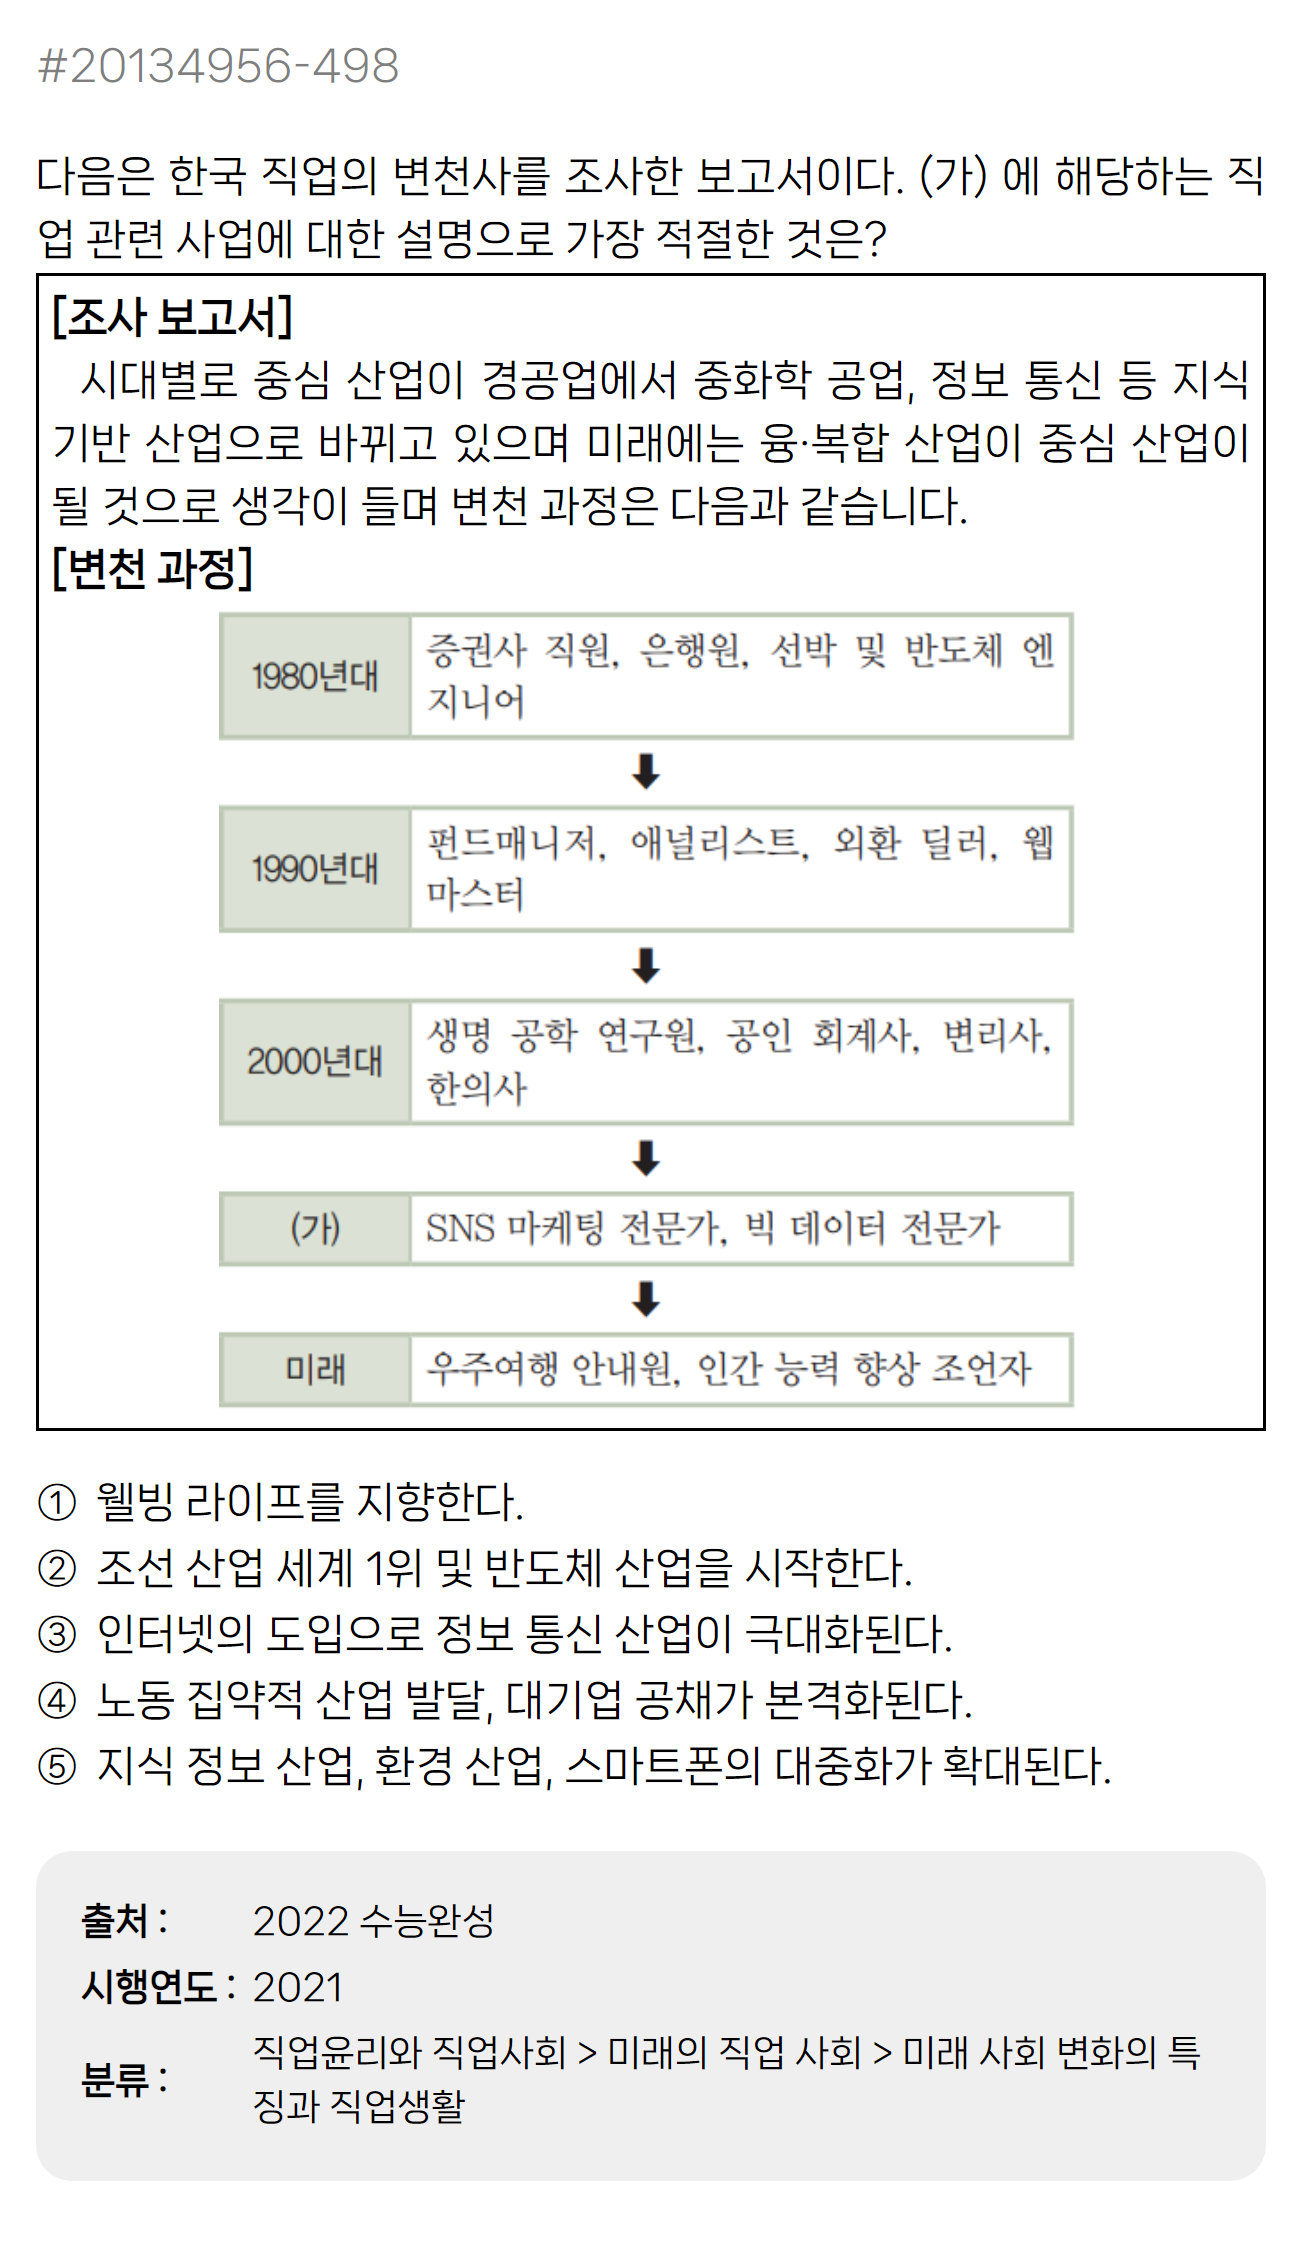 #20134956-498
다음은 한국 직업의 변천사를 조사한 보고서이다. (가) 에 해당하는 직
업 관련 사업에 대한 설명으로 가장 적절한 것은?
[조사 보고서]
시대별로 중심 산업이 경공업에서 중화학 공업, 정보 통신 등 지식
기반 산업으로 바뀌고 있으며 미래에는 융·복합 산업이 중심 산업이
될 것으로 생각이 들며 변천 과정은 다음과 같습니다.
[변천 과정]
1980년대 증권사 직원, 은행원, 선박 및 반도체 엔
지니어
1990년대 펀드매니저, 애널리스트, 외환 딜러, 웹
마스터
2000년대 생명 공학 연구원, 공인 회계사, 변리사,
한의사
(가) SNS 마케팅 전문가, 빅 데이터 전문가
미래 우주여행 안내원, 인간 능력 향상 조언자
① 웰빙 라이프를 지향한다.
② 조선 산업 세계 1위 및 반도체 산업을 시작한다.
③ 인터넷의 도입으로 정보 통신 산업이 극대화된다.
④ 노동 집약적 산업 발달, 대기업 공채가 본격화된다.
⑤ 지식 정보 산업, 환경 산업, 스마트폰의 대중화가 확대된다.
출처 : 2022 수능완성
시행연도 : 2021
분류 : 직업윤리와 직업사회 > 미래의 직업 사회 > 미래 사회 변화의 특
징과 직업생활